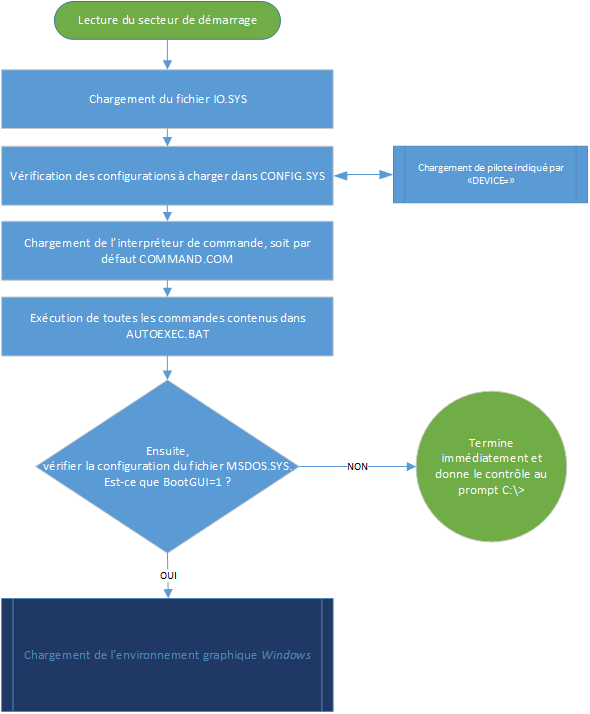 Lecture du secteur de démarrage
Chargement du fichier IO.SYS
Vérification des configurations à charger dans CONFIG.SYS
Chargement de pilote indiqué par
«DEVICE=»
Chargement de l’interpréteur de commande, soit par
défaut COMMAND.COM
Exécution de toutes les commandes contenus dans
AUTOEXEC.BAT
Ensuite,
vérifier la configuration du fichier MSDOS.SYS.
Est-ce que BootGUI=1 ?
NON
Termine
immédiatement et
donne le contrôle au
prompt C:\>
OUI
Chargement de l’environnement graphique Windows